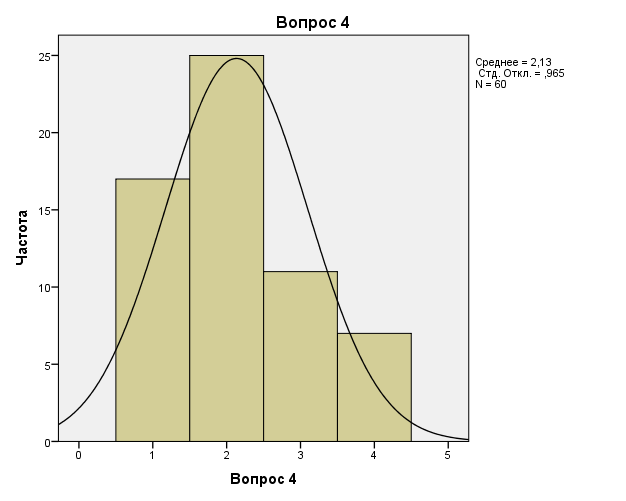 Вопрос 4
Среднее = 2,13
Стд. Откл. = ,965
N = 60
Частота
25
20
15
10
5
0
0 1 2 3 4 5
Вопрос 4